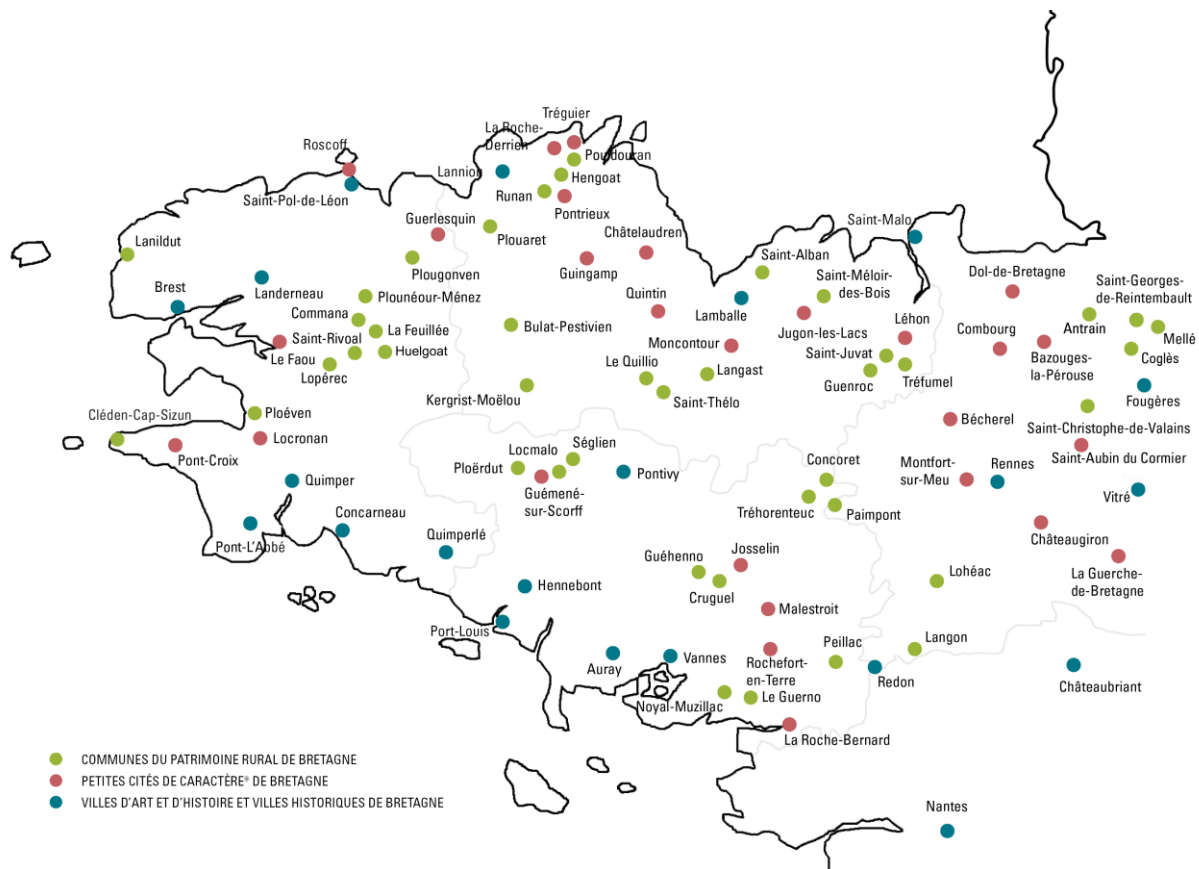 Tréguier
La Roche-
Derrien
Roscoff
Pouldouran
Lannion
Hengoat
Saint-Pol-de-Léon
Runan
Pontrieux
Guerlesquin
Châtelaudren
Saint-Malo
Plouaret
Lanildut
Saint-Alban
Plougonven
Guingamp
Dol-de-Bretagne
Saint-Méloir-
des-Bois
Saint-Georges-
de-Reintembault
Brest
Landerneau
Plounéour-Ménez
Quintin
Commana
Lamballe
Léhon
Antrain
La Feuillée
Bulat-Pestivien
Jugon-les-Lacs
Combourg
Mellé
Saint-Rivoal
Moncontour
Saint-Juvat
Bazouges-
la-Pérouse
Coglès
Le Faou
Huelgoat
Le Quillio
Langast
Lopérec
Guenroc
Tréfumel
Kergrist-Moëlou
Saint-Thélo
Fougères
Cléden-Cap-Sizun
Ploéven
Bécherel
Saint-Christophe-de-Valains
Locronan
Locmalo
Séglien
Pont-Croix
Ploërdut
Saint-Aubin du Cormier
Concoret
Montfort-
sur-Meu
Rennes
Quimper
Pontivy
Guémené-
sur-Scorff
Vitré
Tréhorenteuc
Paimpont
Concarneau
Quimperlé
Châteaugiron
Pont-L'Abbé
Guéhenno
Josselin
La Guerche-
de-Bretagne
Hennebont
Cruguel
Lohéac
Malestroit
Port-Louis
Peillac
Langon
Auray
Vannes
Rochefort-
en-Terre
Redon
Châteaubriant
Noyal-Muzillac
Le Guerno
La Roche-Bernard
COMMUNES DU PATRIMOINE RURAL DE BRETAGNE
PETITES CITÉS DE CARACTÈRE® DE BRETAGNE
VILLES D'ART ET D'HISTOIRE ET VILLES HISTORIQUES DE BRETAGNE
Nantes